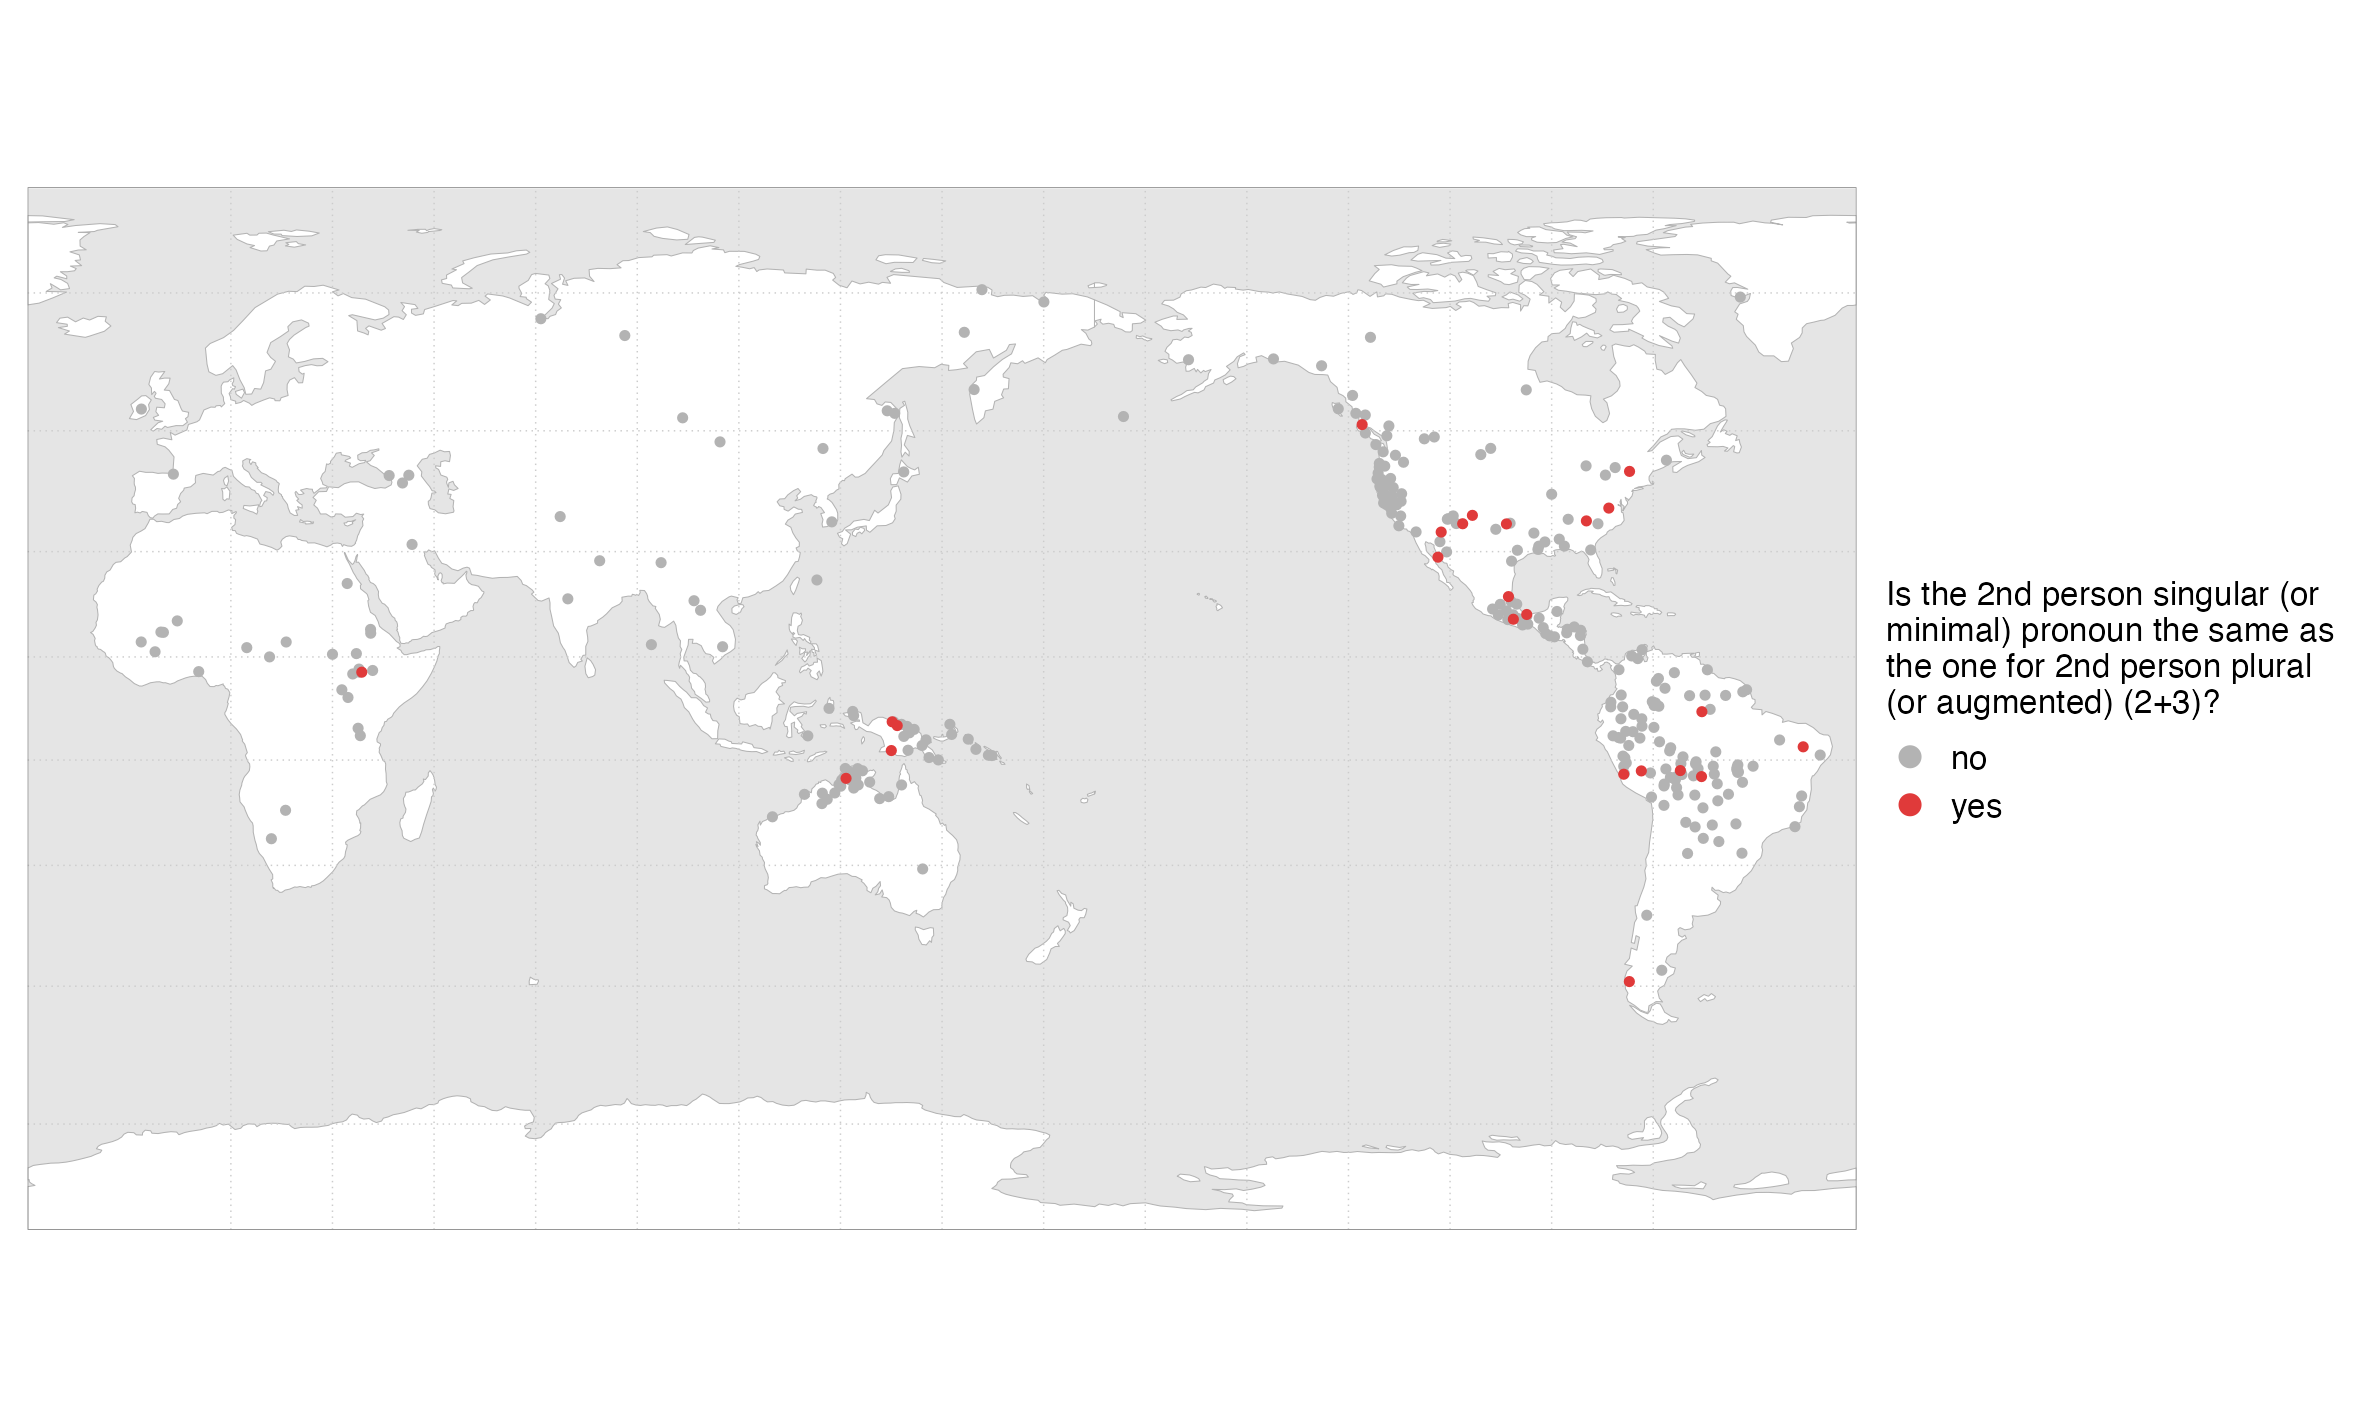 Is the 2nd person singular (or
minimal) pronoun the same as
the one for 2nd person plural
(or augmented) (2+3)?
no
yes